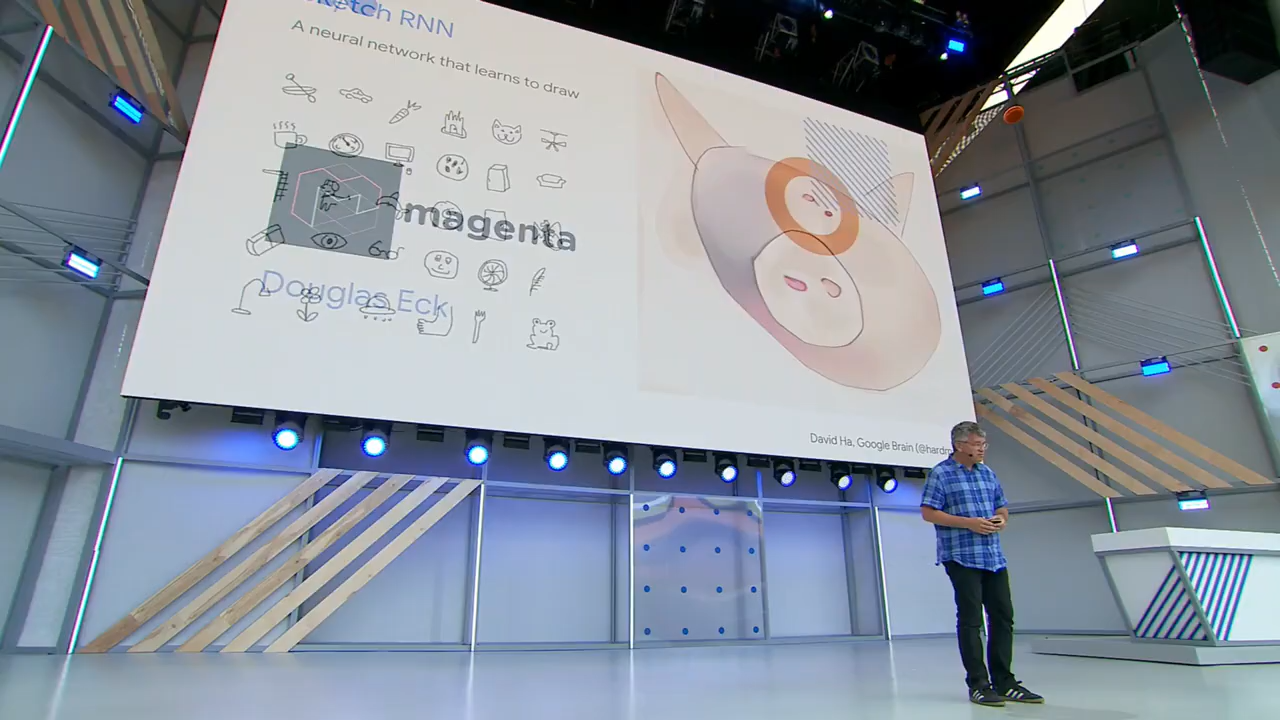 Sketch RNN
A neural network that learns to draw
magenta
Douglas Eck
David Ha, Google Brain